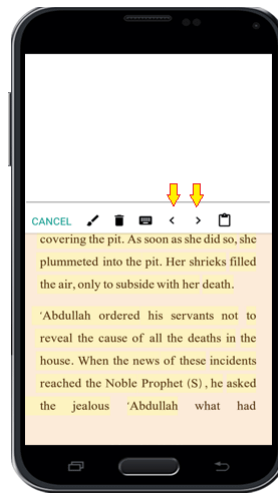 CANCEL
covering the pit. As soon as she did so, she
plummeted into the pit. Her shrieks filled
the air, only to subside with her death.
‘Abdullah ordered his servants not to
reveal the cause of all the deaths in the
house. When the news of these incidents
reached the Noble Prophet (S) , he asked
the jealous ‘Abdullah what had